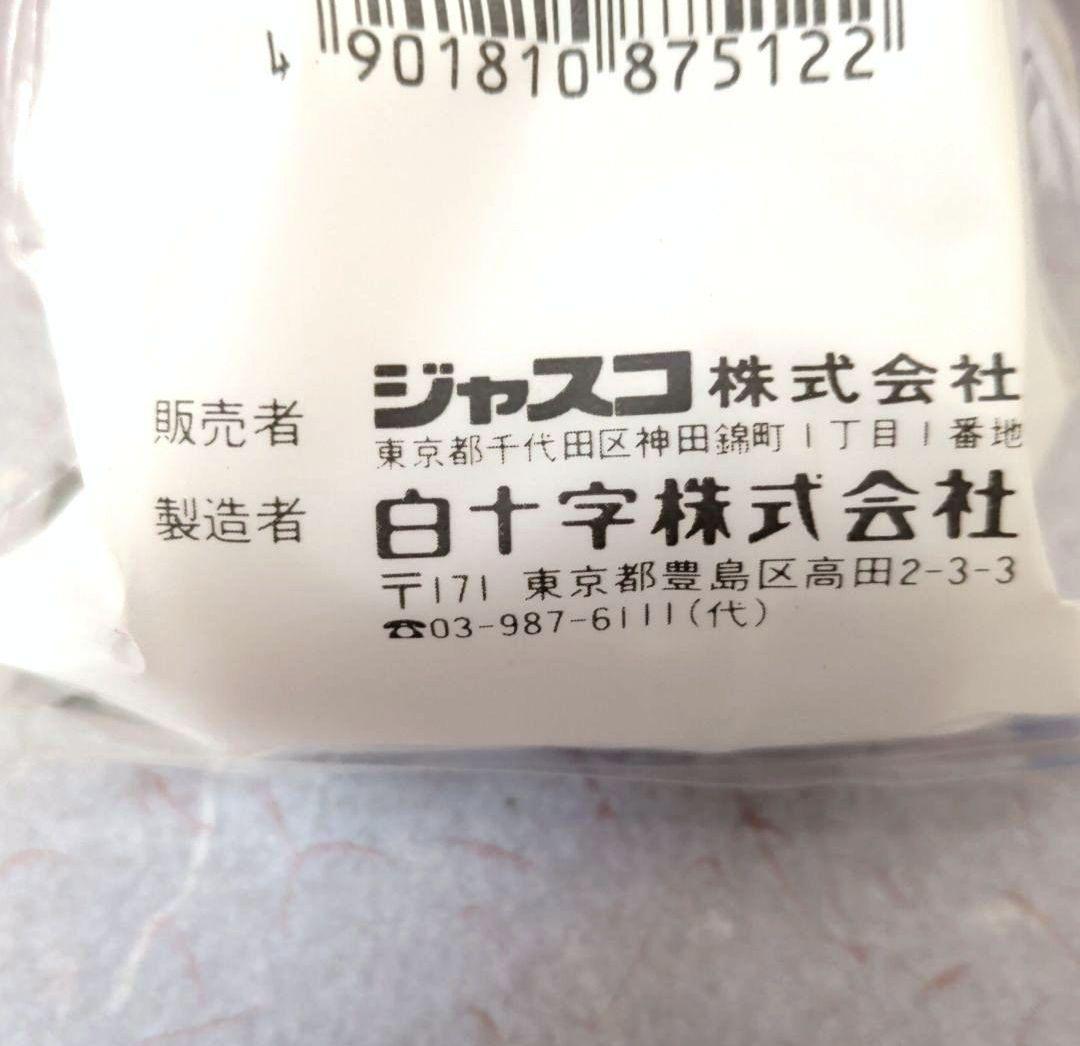 4 901810 875122
販売者 ジャスコ株式会社
東京都千代田区神田錦町1丁目1番地
製造者 白十字株式会社
〒171 東京都豊島区高田2-3-3
☎03-987-6111(代)